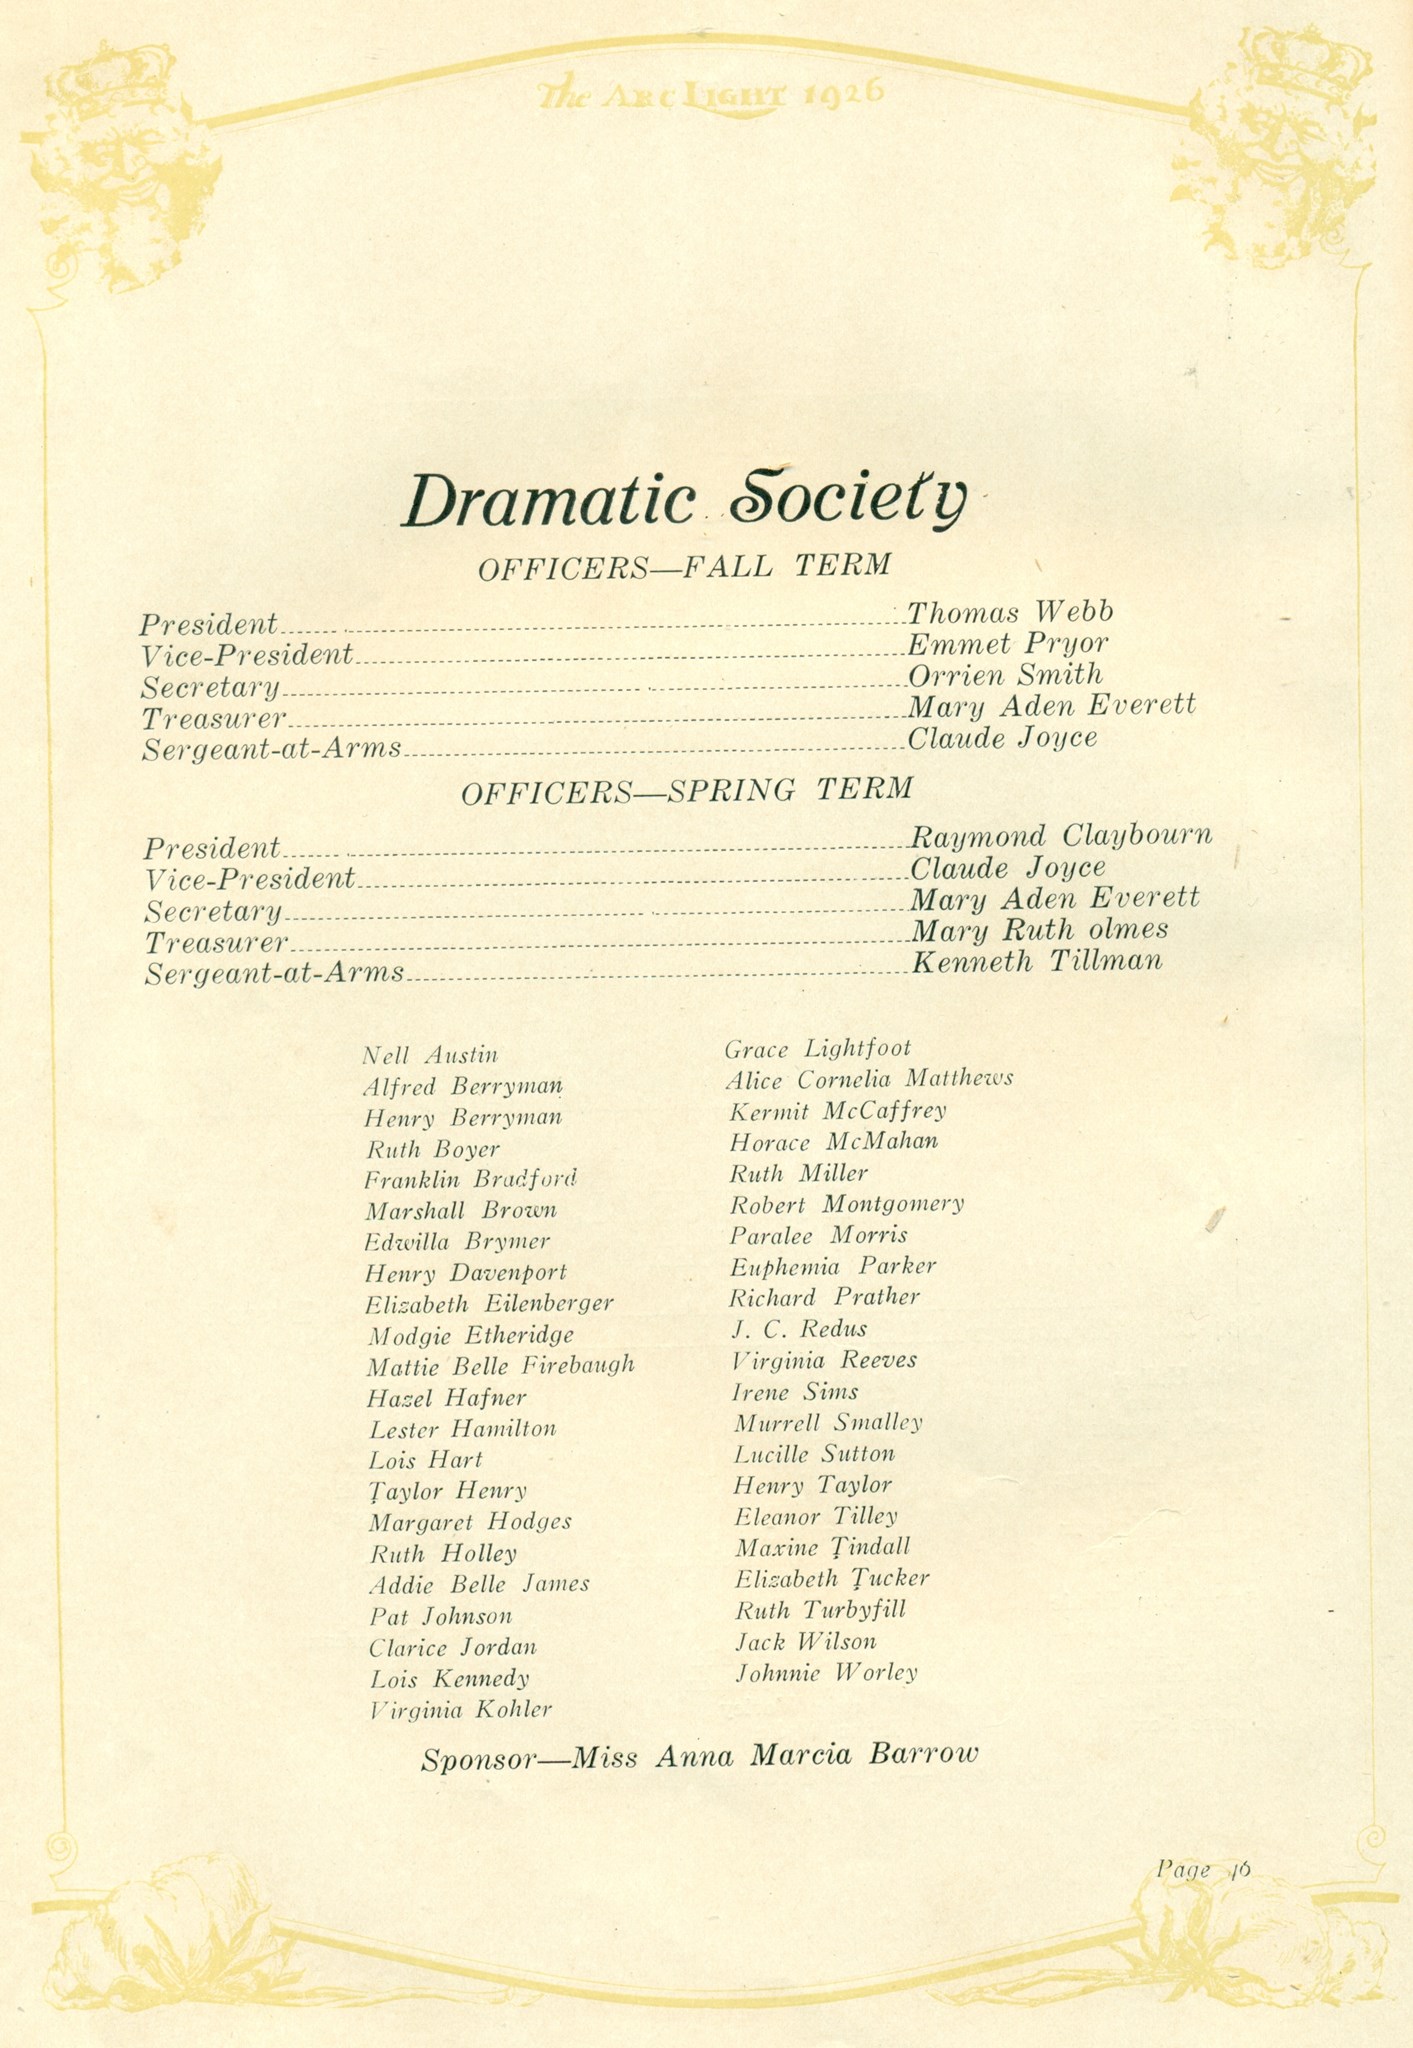 The ARC LIGHT 1926
Dramatic Society
OFFICERS—FALL TERM
President Thomas Webb
Vice-President Emmet Pryor
Secretary Orrien Smith
Treasurer Mary Aden Everett
Sergeant-at-Arms Claude Joyce
OFFICERS—SPRING TERM
President Raymond Claybourn
Vice-President Claude Joyce
Secretary Mary Aden Everett
Treasurer Mary Ruth olmes
Sergeant-at-Arms Kenneth Tillman
Nell Austin
Alfred Berryman
Henry Berryman
Ruth Boyer
Franklin Bradford
Marshall Brown
Edwilla Brymer
Henry Davenport
Elizabeth Eilenberger
Modgie Etheridge
Mattie Belle Firebaugh
Hazel Hafner
Lester Hamilton
Lois Hart
Taylor Henry
Margaret Hodges
Ruth Holley
Addie Belle James
Pat Johnson
Clarice Jordan
Lois Kennedy
Virginia Kohler
Grace Lightfoot
Alice Cornelia Matthews
Kermit McCaffrey
Horace McMahan
Ruth Miller
Robert Montgomery
Paralee Morris
Euphemia Parker
Richard Prather
J. C. Redus
Virginia Reeves
Irene Sims
Murrell Smalley
Lucille Sutton
Henry Taylor
Eleanor Tilley
Maxine Tindall
Elizabeth Tucker
Ruth Turbyfill
Jack Wilson
Johnnie Worley
Sponsor—Miss Anna Marcia Barrow
Page